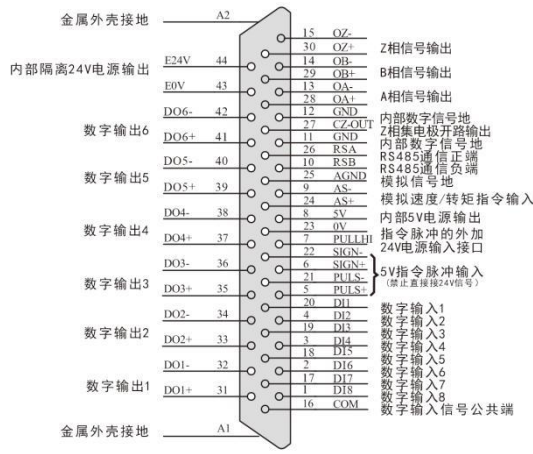 金属外壳接地 A2
15 OZ-
30 OZ+ Z相信号输出
内部隔离24V电源输出 E24V 44
14 OB-
29 OB+ B相信号输出
E0V 43
13 OA-
28 OA+ A相信号输出
数字输出6 DO6- 42
12 GND 内部数字信号地
27 CZ-OUT Z相集电极开路输出
DO6+ 41
11 GND 内部数字信号地
26 RSA RS485通信正端
数字输出5 DO5- 40
10 RSB RS485通信负端
25 AGND 模拟信号地
DO5+ 39
9 AS-
24 AS+ 模拟速度/转矩指令输入
数字输出4 DO4- 38
8 5V 内部5V电源输出
23 0V
DO4+ 37
7 PULLHI 指令脉冲的外加
24V电源输入接口
22 SIGN-
数字输出3 DO3- 36
6 SIGN+ 5V指令脉冲输入
21 PULS- (禁止直接接24V信号)
DO3+ 35
5 PULS+
20 DI1 数字输入1
数字输出2 DO2- 34
4 DI2 数字输入2
19 DI3 数字输入3
DO2+ 33
3 DI4 数字输入4
18 DI5 数字输入5
数字输出1 DO1- 32
2 DI6 数字输入6
17 DI7 数字输入7
DO1+ 31
1 DI8 数字输入8
16 COM 数字输入信号公共端
金属外壳接地 A1